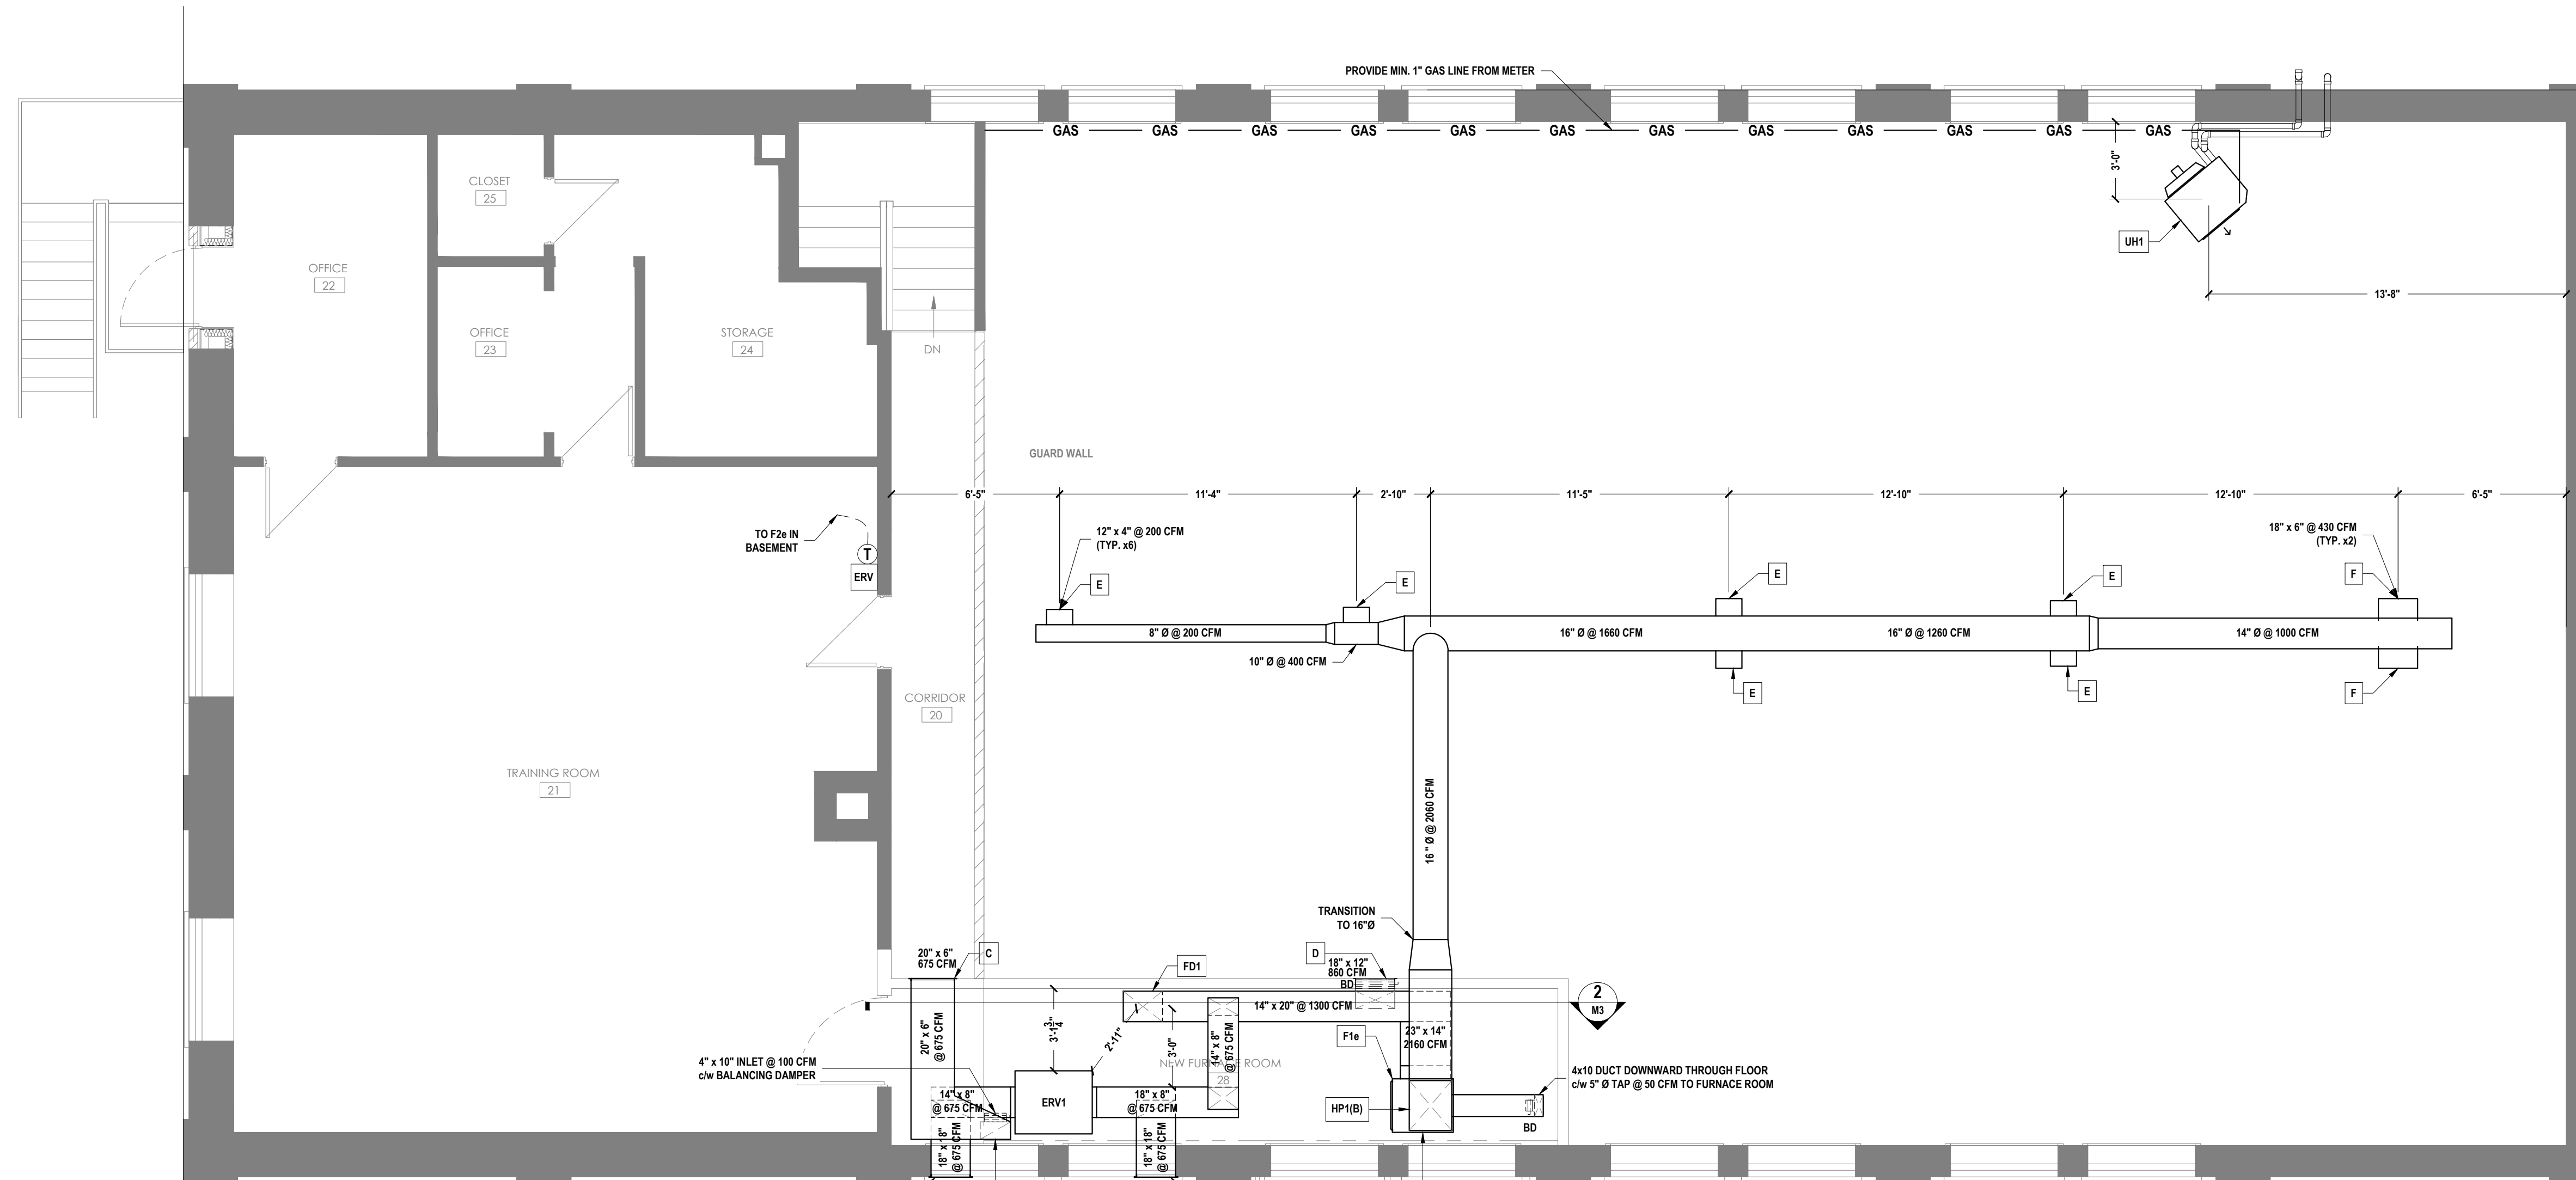 PROVIDE MIN. 1" GAS LINE FROM METER
GAS GAS GAS GAS GAS GAS GAS GAS GAS GAS GAS GAS
3'-0"
UH1
13'-8"
CLOSET
25
OFFICE
22
OFFICE
23
STORAGE
24
DN
GUARD WALL
6'-5" 11'-4" 2'-10" 11'-5" 12'-10" 12'-10" 6'-5"
TO F2e IN
BASEMENT
T
ERV
12" x 4" @ 200 CFM
(TYP. x6)
E
E
E
E
18" x 6" @ 430 CFM
(TYP. x2)
F
8" Ø @ 200 CFM
10" Ø @ 400 CFM
16" Ø @ 1660 CFM
16" Ø @ 1260 CFM
14" Ø @ 1000 CFM
E
E
F
CORRIDOR
20
TRAINING ROOM
21
16 " Ø @ 2060 CFM
TRANSITION
TO 16"Ø
20" x 6"
675 CFM
C
FD1
D
18" x 12"
860 CFM
BD
14" x 20" @ 1300 CFM
2
M3
20" x 6"
@ 675 CFM
3'-1 3/4"
2'-11"
3'-0"
14" x 8"
@ 675 CFM
23" x 14"
2160 CFM
F1e
NEW FURNACE ROOM
28
4" x 10" INLET @ 100 CFM
c/w BALANCING DAMPER
14" x 8"
@ 675 CFM
ERV1
18" x 8"
@ 675 CFM
HP1(B)
4x10 DUCT DOWNWARD THROUGH FLOOR
c/w 5" Ø TAP @ 50 CFM TO FURNACE ROOM
BD
18" x 18"
@ 675 CFM
18" x 18"
@ 675 CFM